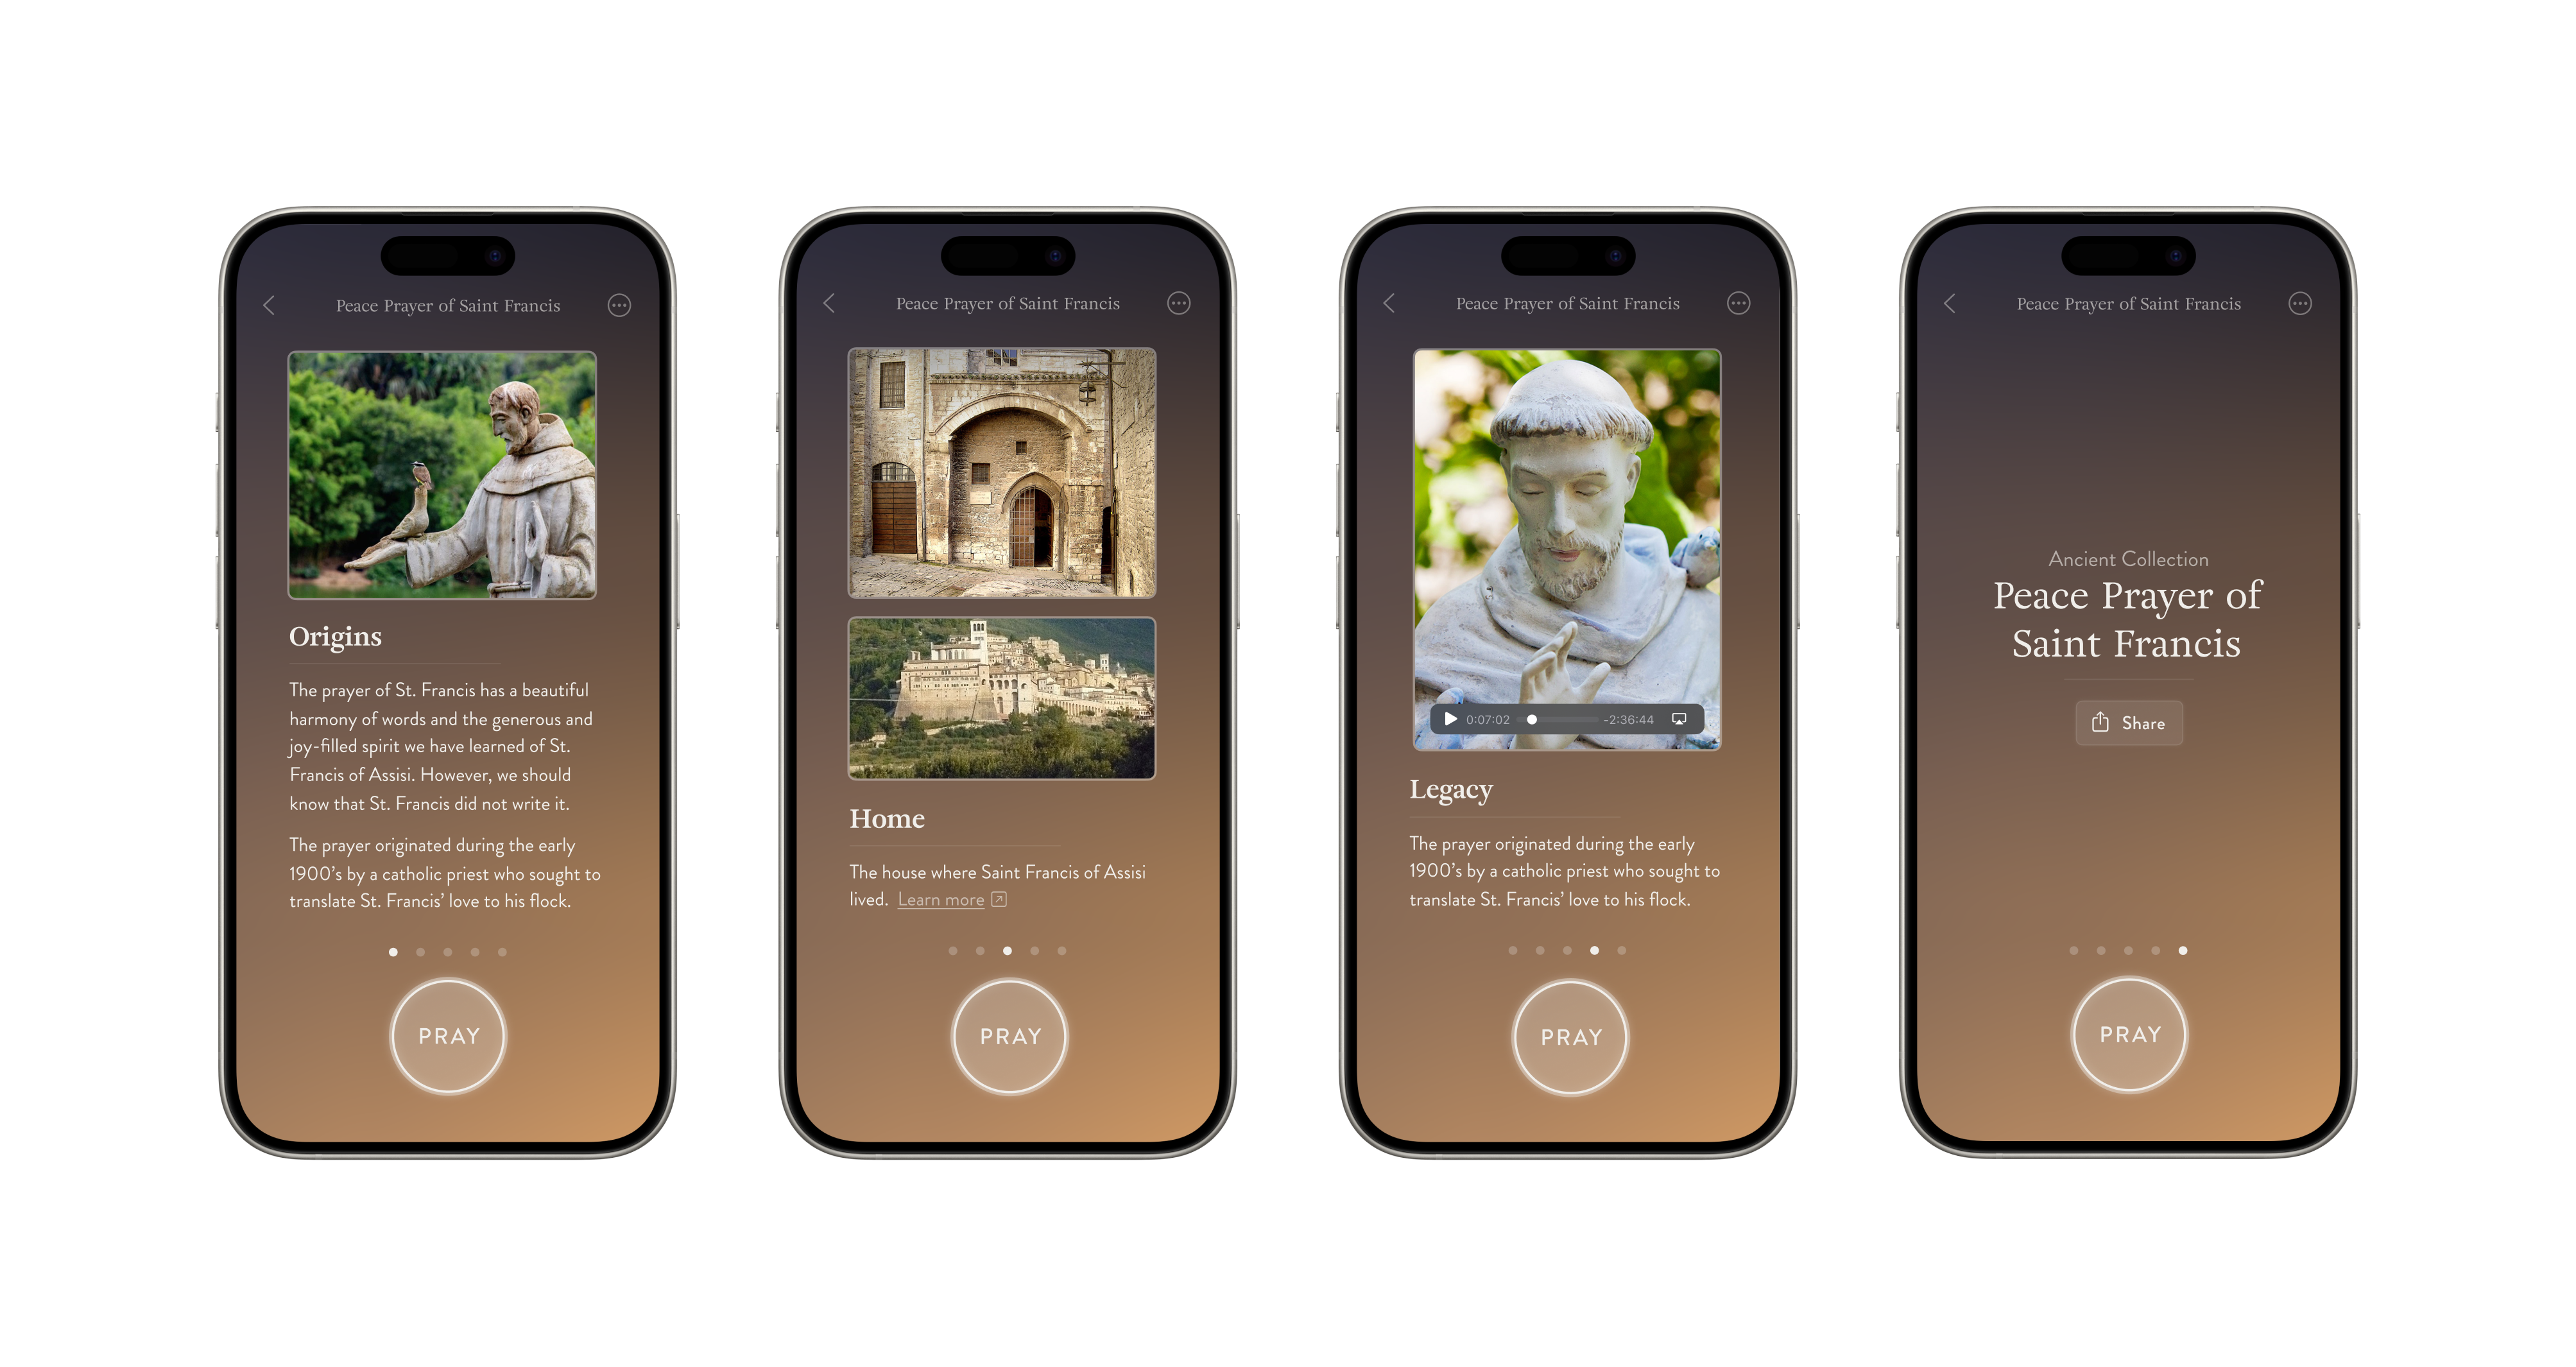 Peace Prayer of Saint Francis
Origins
The prayer of St. Francis has a beautiful
harmony of words and the generous and
joy-filled spirit we have learned of St.
Francis of Assisi. However, we should
know that St. Francis did not write it.
The prayer originated during the early
1900's by a catholic priest who sought to
translate St. Francis' love to his flock.
PRAY
Peace Prayer of Saint Francis
Home
The house where Saint Francis of Assisi
lived. Learn more
PRAY
Peace Prayer of Saint Francis
0:07:02 -2:36:44
Legacy
The prayer originated during the early
1900's by a catholic priest who sought to
translate St. Francis' love to his flock.
PRAY
Peace Prayer of Saint Francis
Ancient Collection
Peace Prayer of
Saint Francis
Share
PRAY